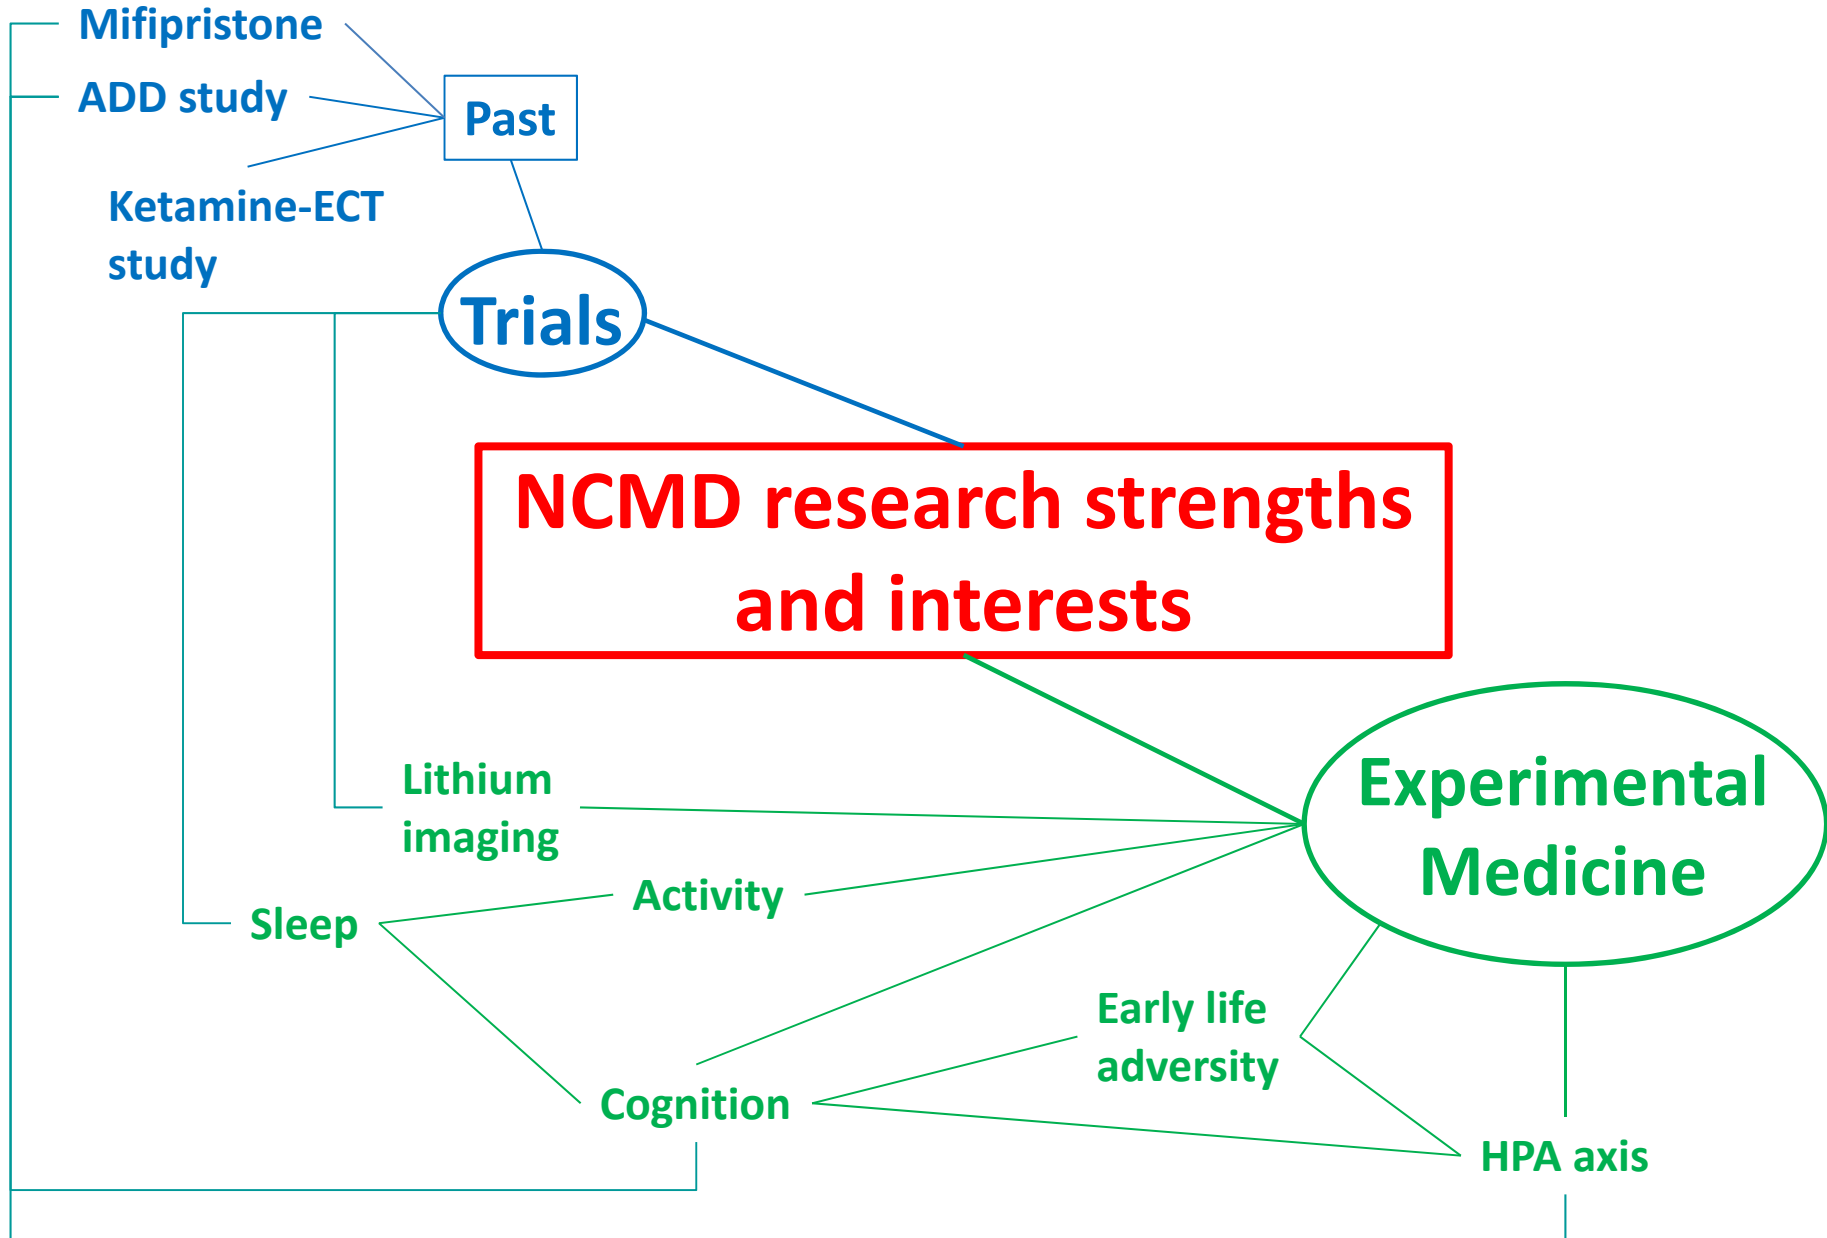 Mifipristone
ADD study
Past
Ketamine-ECT
study
Trials
NCMD research strengths
and interests
Experimental
Medicine
Lithium
imaging
Activity
Sleep
Early life
adversity
Cognition
HPA axis